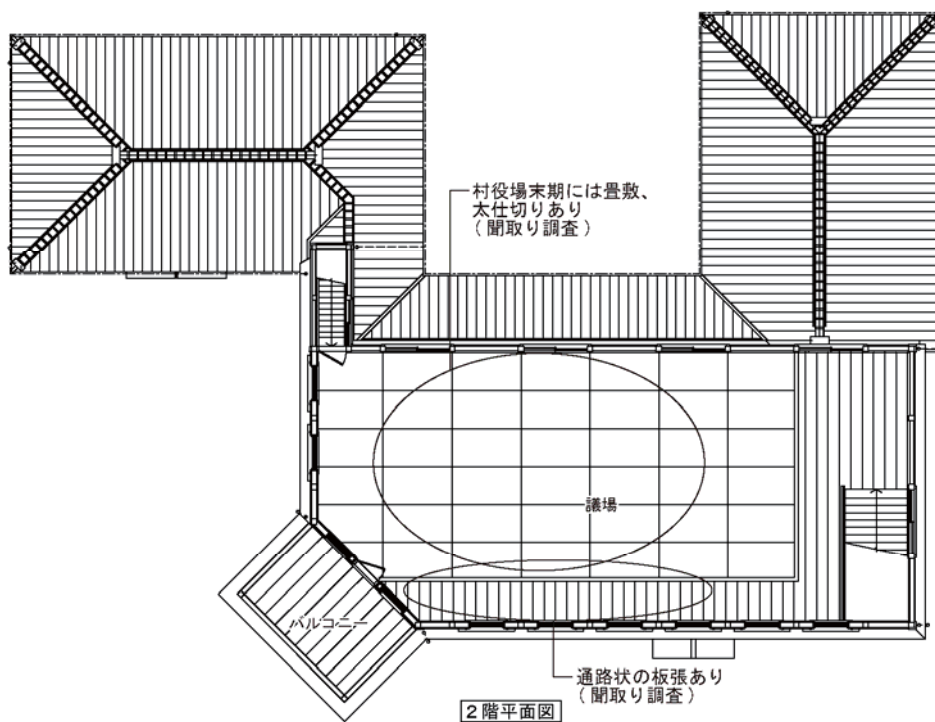 村役場末期には畳敷、
太仕切りあり
(聞取り調査)
議場
バルコニー
通路状の板張あり
(聞取り調査)
2階平面図